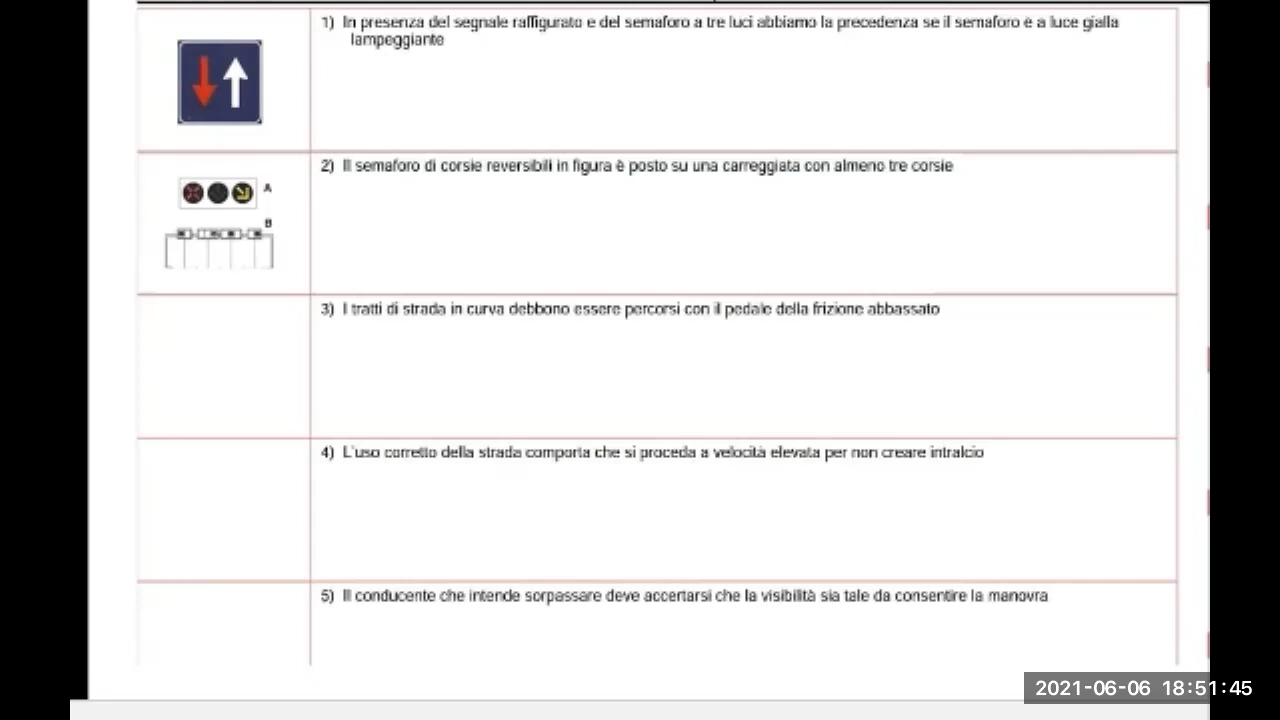 1) In presenza del segnale raffigurato e del semaforo a tre luci abbiamo la precedenza se il semaforo è a luce gialla
lampeggiante
2) Il semaforo di corsie reversibili in figura è posto su una carreggiata con almeno tre corsie
A
B
3) I tratti di strada in curva debbono essere percorsi con il pedale della frizione abbassato
4) L'uso corretto della strada comporta che si proceda a velocità elevata per non creare intralcio
5) Il conducente che intende sorpassare deve accertarsi che la visibilità sia tale da consentire la manovra
2021-06-06 18:51:45